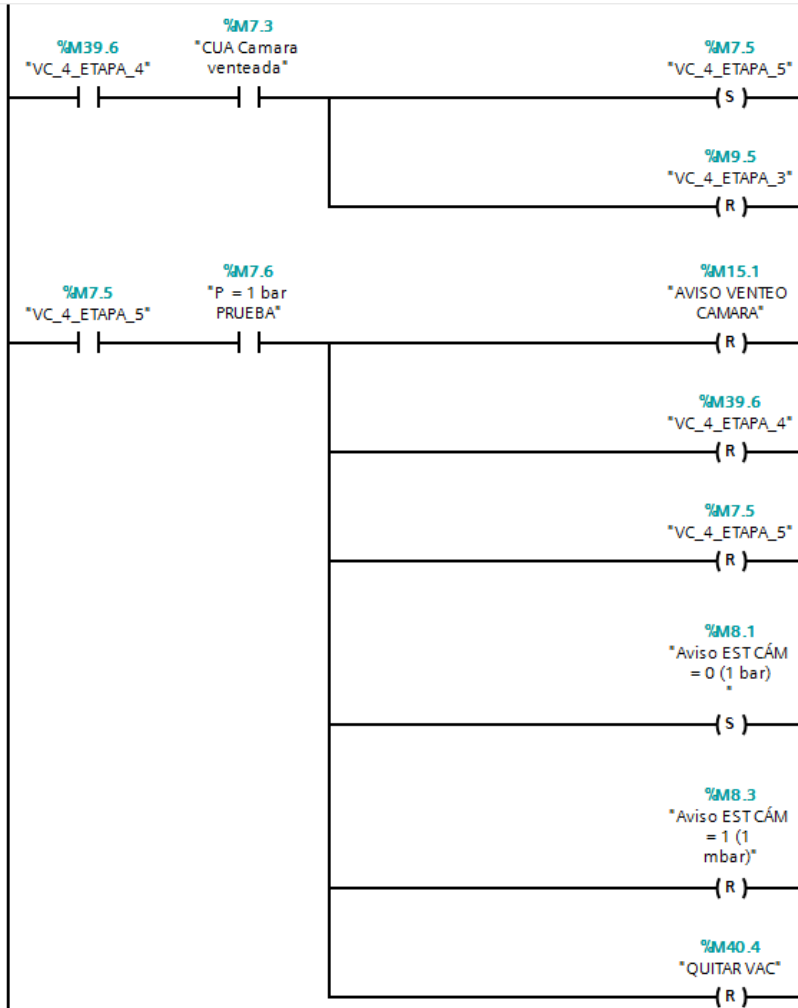 %M7.3
%M39.6
"CUA Camara
%M7.5
"VC_4_ETAPA_4"
venteada"
"VC_4_ETAPA_5"
S
%M9.5
"VC_4_ETAPA_3"
R
%M7.6
%M15.1
%M7.5
"P = 1 bar
"AVISO VENTEO
"VC_4_ETAPA_5"
PRUEBA"
CAMARA"
R
%M39.6
"VC_4_ETAPA_4"
R
%M7.5
"VC_4_ETAPA_5"
R
%M8.1
"Aviso EST CÁM
= 0 (1 bar)
"
S
%M8.3
"Aviso EST CÁM
= 1 (1
mbar)"
R
%M40.4
"QUITAR VAC"
R